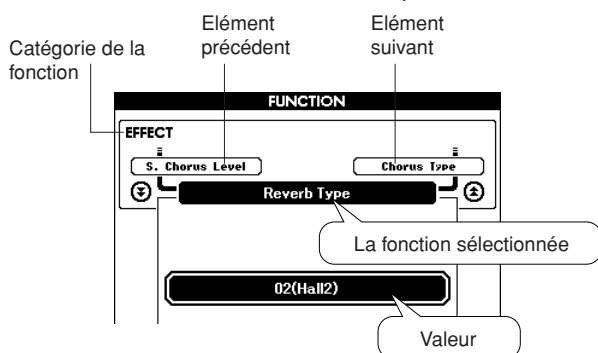 Elément
précédent
Elément
suivant
Catégorie de la
fonction
FUNCTION
EFFECT
S. Chorus Level
Chorus Type
Reverb Type
La fonction sélectionnée
02(Hall2)
Valeur